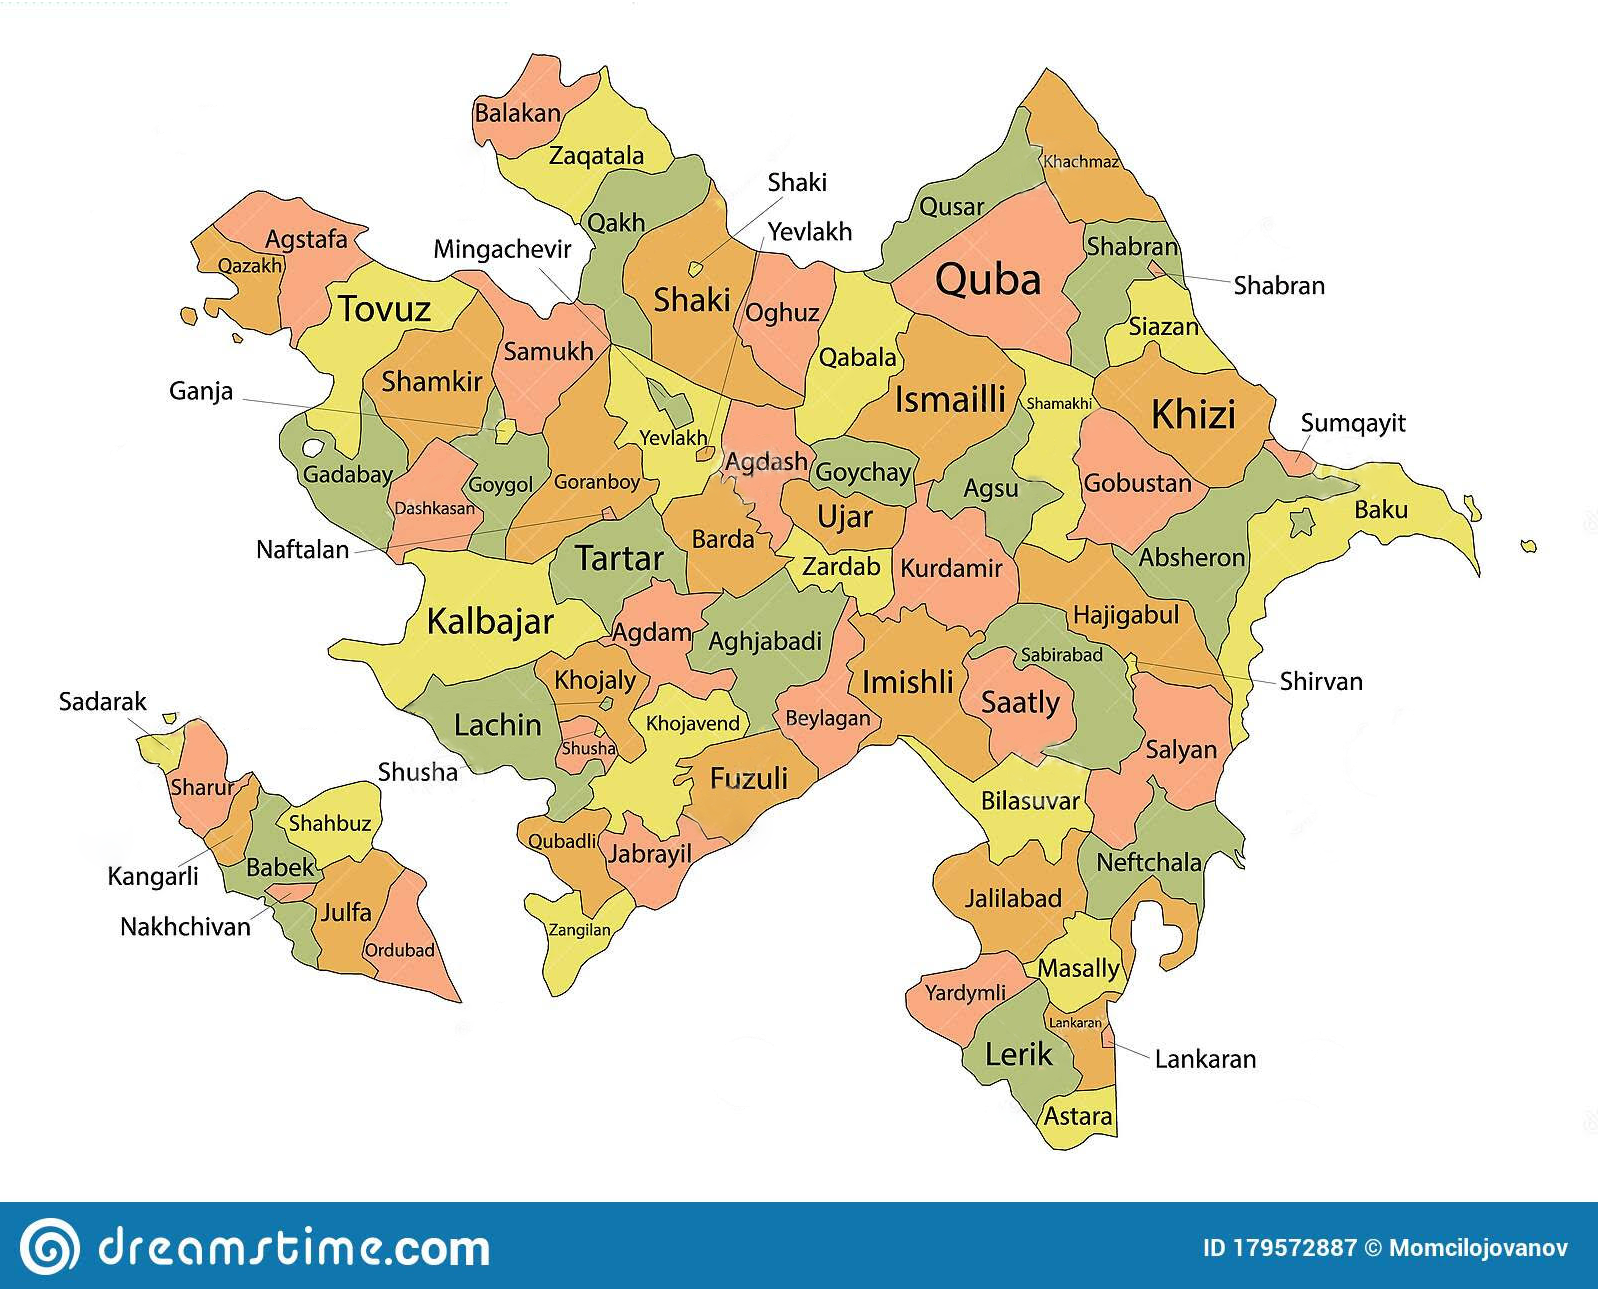 Balakan
Zaqatala
Khachmaz
Shaki
Qusar
Qakh
Yevlakh
Agstafa
Mingachevir
Shabran
Qazakh
Quba
Shabran
Shaki
Tovuz
Oghuz
Siazan
Samukh
Qabala
Shamkir
Ganja
Ismailli
Shamakhi
Khizi
Sumqayit
Yevlakh
Agdash
Goychay
Gadabay
Goygol
Goranboy
Agsu
Gobustan
Dashkasan
Baku
Ujar
Barda
Naftalan
Tartar
Absheron
Zardab
Kurdamir
Hajigabul
Kalbajar
Agdam
Aghjabadi
Sabirabad
Khojaly
Imishli
Shirvan
Saatly
Sadarak
Lachin
Khojavend
Beylagan
Shusha
Salyan
Shusha
Fuzuli
Sharur
Bilasuvar
Shahbuz
Qubadli
Jabrayil
Neftchala
Babek
Kangarli
Jalilabad
Julfa
Nakhchivan
Zangilan
Ordubad
Masally
Yardymli
Lankaran
Lerik
Lankaran
Astara
dreamstime.com
ID 179572887 © Momcilojovanov